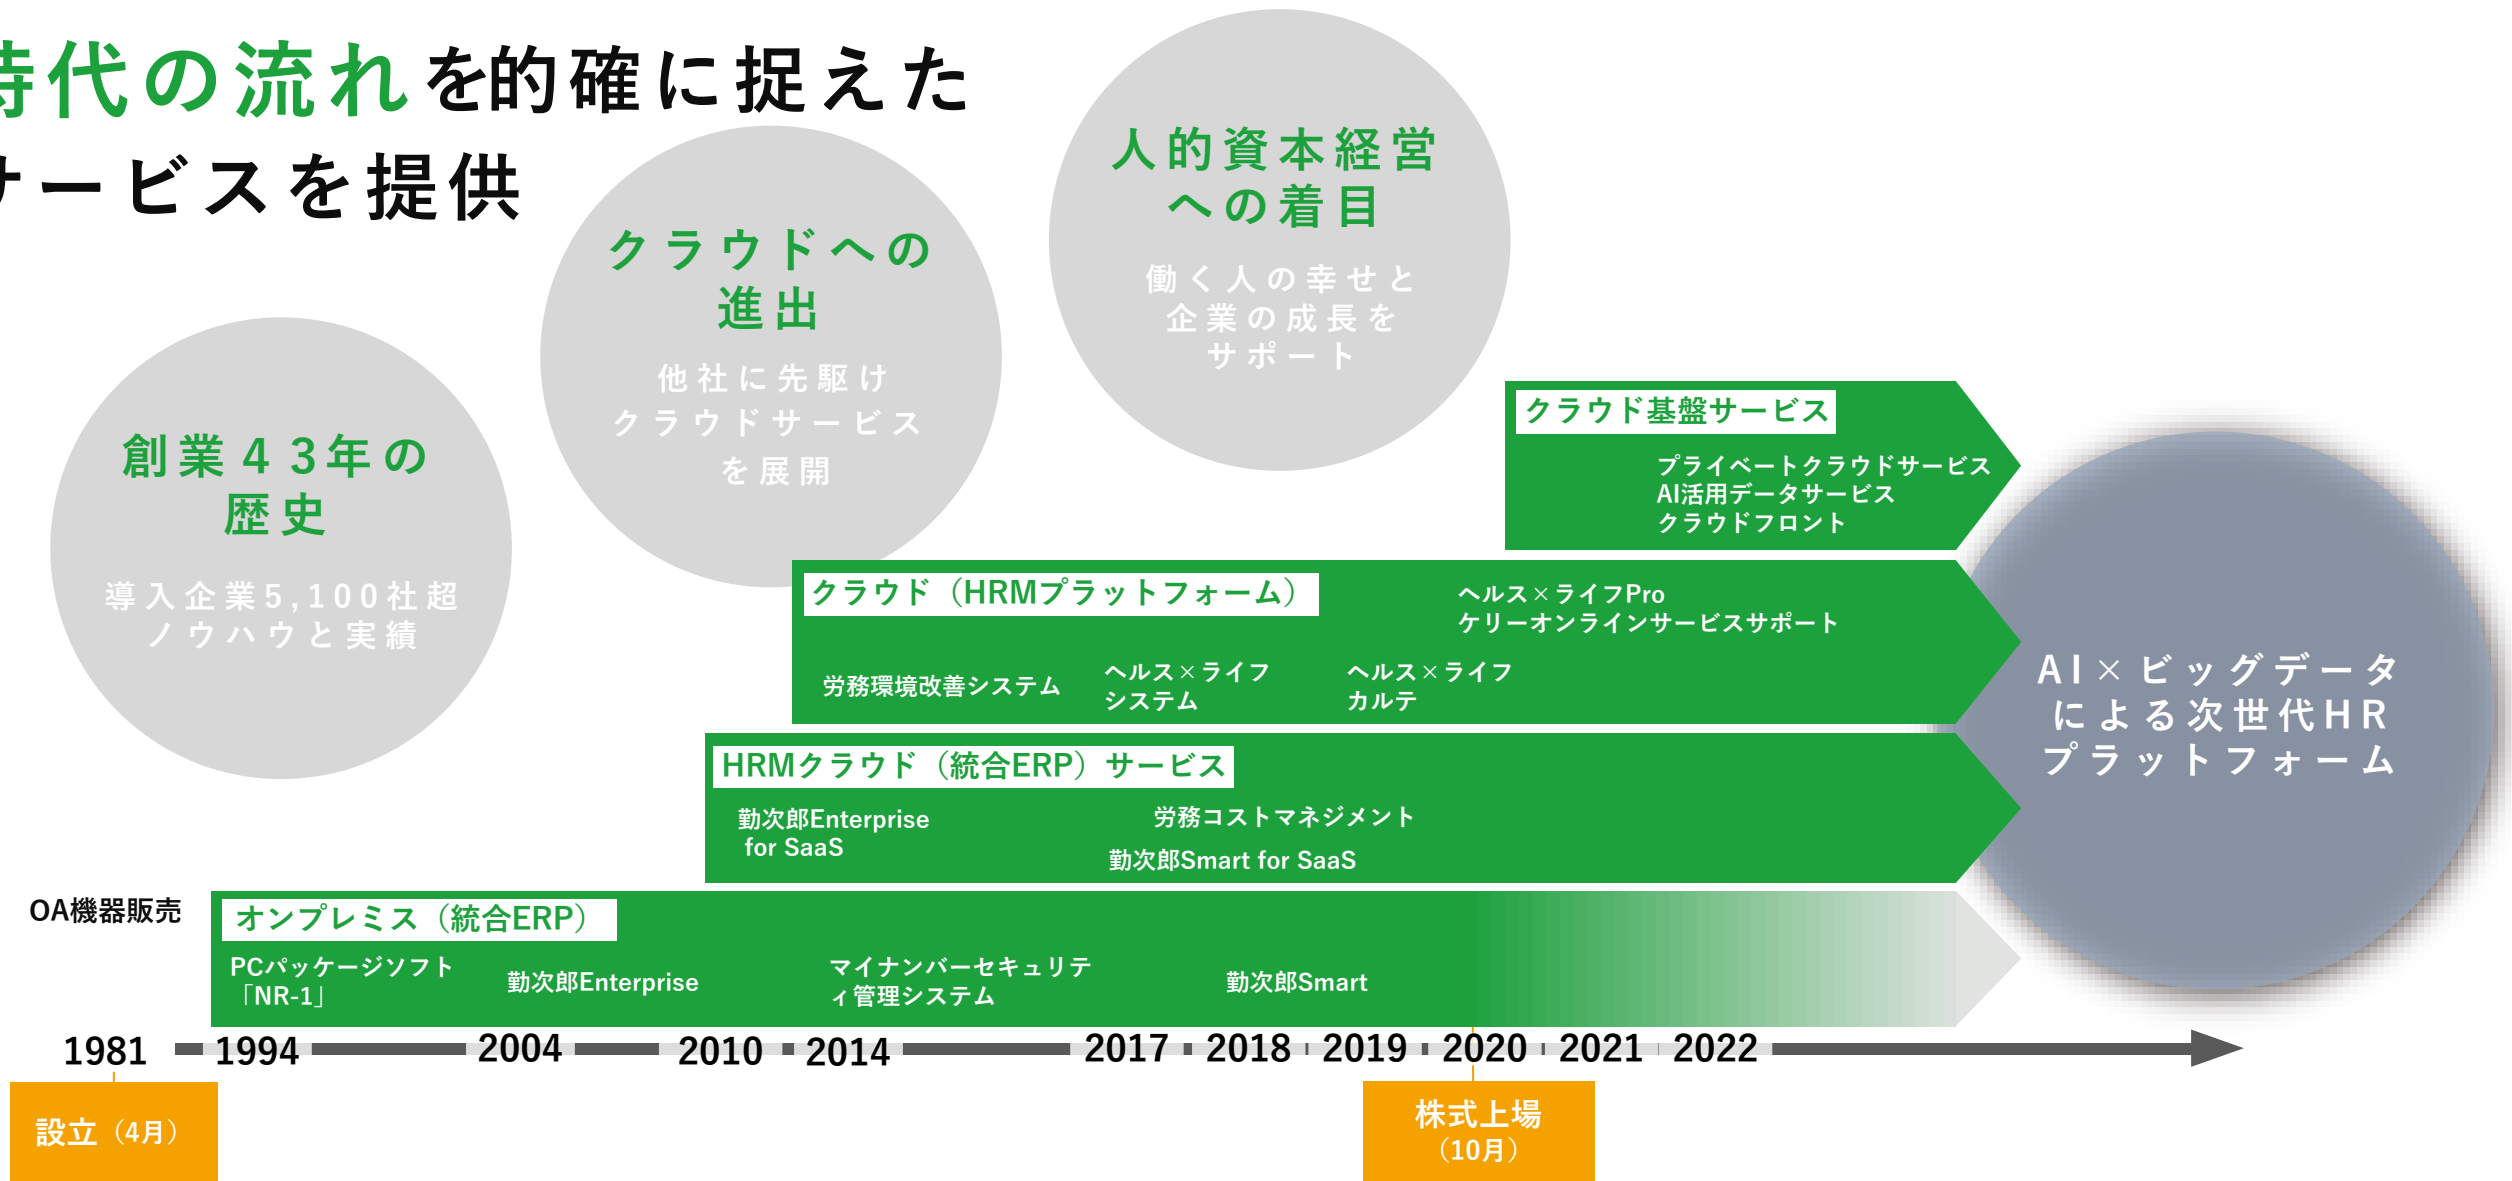 時代の流れを的確に捉えた
サービスを提供
人的資本経営
への着目
働く人の幸せと
企業の成長を
サポート
クラウドへの
進出
他社に先駆け
クラウドサービス
を展開
創業43年の
歴史
導入企業5,100社超
ノウハウと実績
クラウド基盤サービス
プライベートクラウドサービス
AI活用データサービス
クラウドフロント
クラウド（HRMプラットフォーム）
ヘルス×ライフPro
ケリーオンラインサービスサポート
労務環境改善システム
ヘルス×ライフ
システム
ヘルス×ライフ
カルテ
HRMクラウド（統合ERP）サービス
勤次郎Enterprise
for SaaS
労務コストマネジメント
勤次郎Smart for SaaS
AI×ビッグデータ
による次世代HR
プラットフォーム
OA機器販売
オンプレミス（統合ERP）
PCパッケージソフト
「NR-1」
勤次郎Enterprise
マイナンバーセキュリテ
ィ管理システム
勤次郎Smart
1981 1994 2004 2010 2014 2017 2018 2019 2020 2021 2022
設立（4月）
株式上場
（10月）